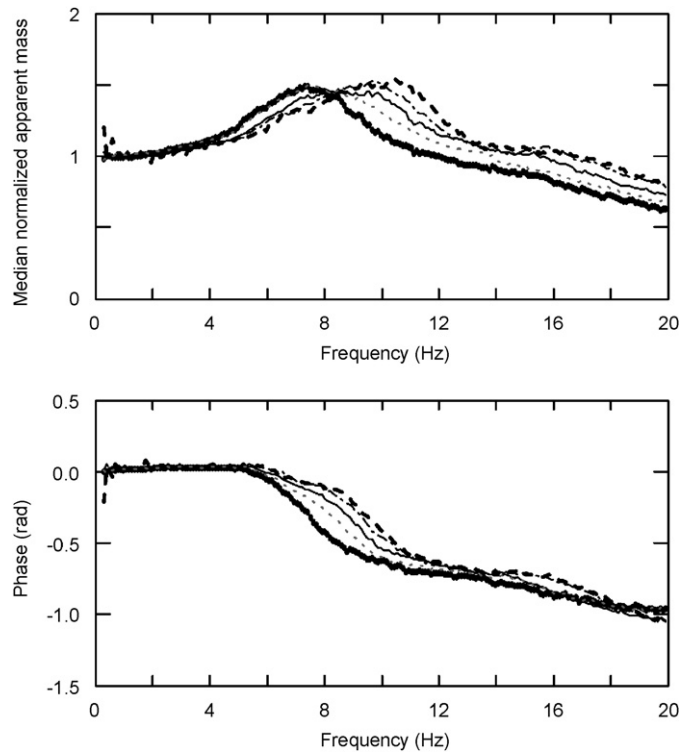 2
1
0
Median normalized apparent mass
0 4 8 12 16 20
Frequency (Hz)
0.5
0.0
-0.5
-1.0
-1.5
Phase (rad)
0 4 8 12 16 20
Frequency (Hz)